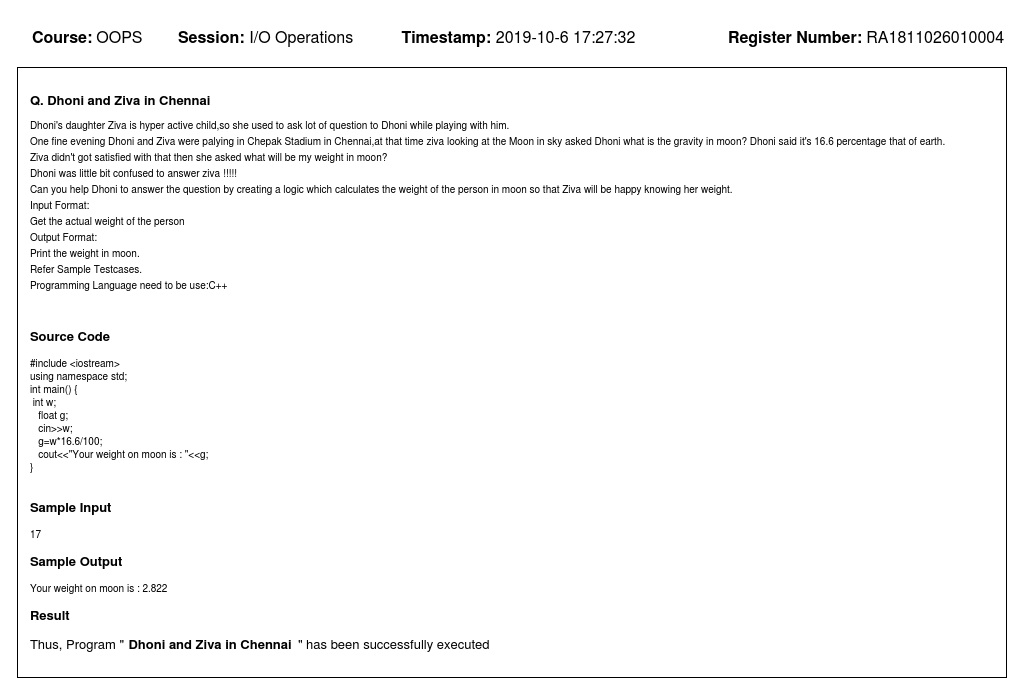 Course: OOPS Session: I/O Operations Timestamp: 2019-10-6 17:27:32 Register Number: RA1811026010004
Q. Dhoni and Ziva in Chennai
Dhoni's daughter Ziva is hyper active child,so she used to ask lot of question to Dhoni while playing with him.
One fine evening Dhoni and Ziva were palying in Chepak Stadium in Chennai,at that time ziva looking at the Moon in sky asked Dhoni what is the gravity in moon? Dhoni said it's 16.6 percentage that of earth.
Ziva didn't got satisfied with that then she asked what will be my weight in moon?
Dhoni was little bit confused to answer ziva !!!!!
Can you help Dhoni to answer the question by creating a logic which calculates the weight of the person in moon so that Ziva will be happy knowing her weight.
Input Format:
Get the actual weight of the person
Output Format:
Print the weight in moon.
Refer Sample Testcases.
Programming Language need to be use:C++
Source Code
#include <iostream>
using namespace std;
int main() {
 int w;
   float g;
   cin>>w;
   g=w*16.6/100;
   cout<<"Your weight on moon is : "<<g;
}
Sample Input
17
Sample Output
Your weight on moon is : 2.822
Result
Thus, Program " Dhoni and Ziva in Chennai " has been successfully executed